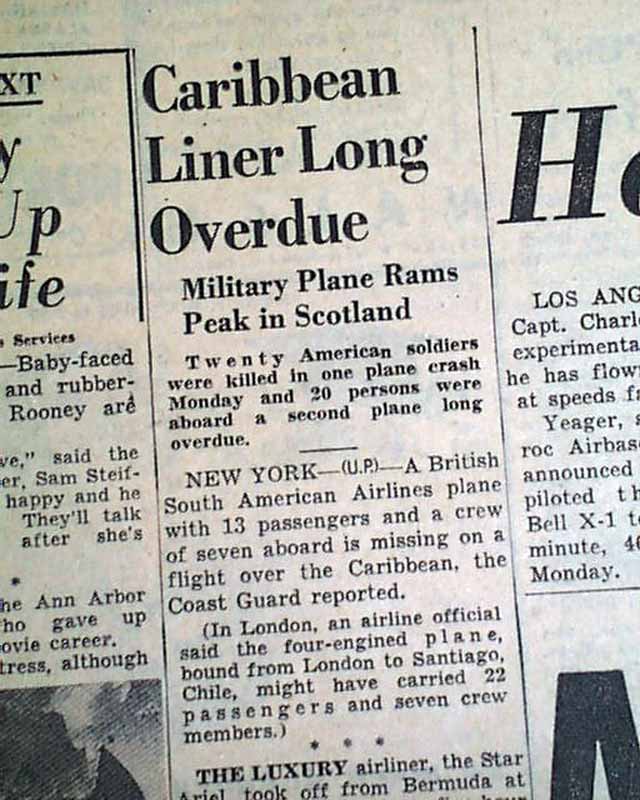 XT
y
Up
ife
s Services
—Baby-faced
and rubber-
Rooney are
ve," said the
er, Sam Steif-
happy and he
They'll talk
after she's
*
he Ann Arbor
ho gave up
ovie career.
tress, although
Caribbean
Liner Long
Overdue
Military Plane Rams
Peak in Scotland
Twenty American soldiers
were killed in one plane crash
Monday and 20 persons were
aboard a second plane long
overdue.
NEW YORK—(U.P.)—A British
South American Airlines plane
with 13 passengers and a crew
of seven aboard is missing on a
flight over the Caribbean, the
Coast Guard reported.
(In London, an airline official
said the four-engined plane,
bound from London to Santiago,
Chile, might have carried 22
passengers and seven crew
members.)
* * *
THE LUXURY airliner, the Star
Ariel, took off from Bermuda at
He
LOS ANG
Capt. Charl
experimenta
he has flow
at speeds fa
Yeager, s
roc Airbas
announced
piloted th
Bell X-1 to
minute, 40
Monday.
A